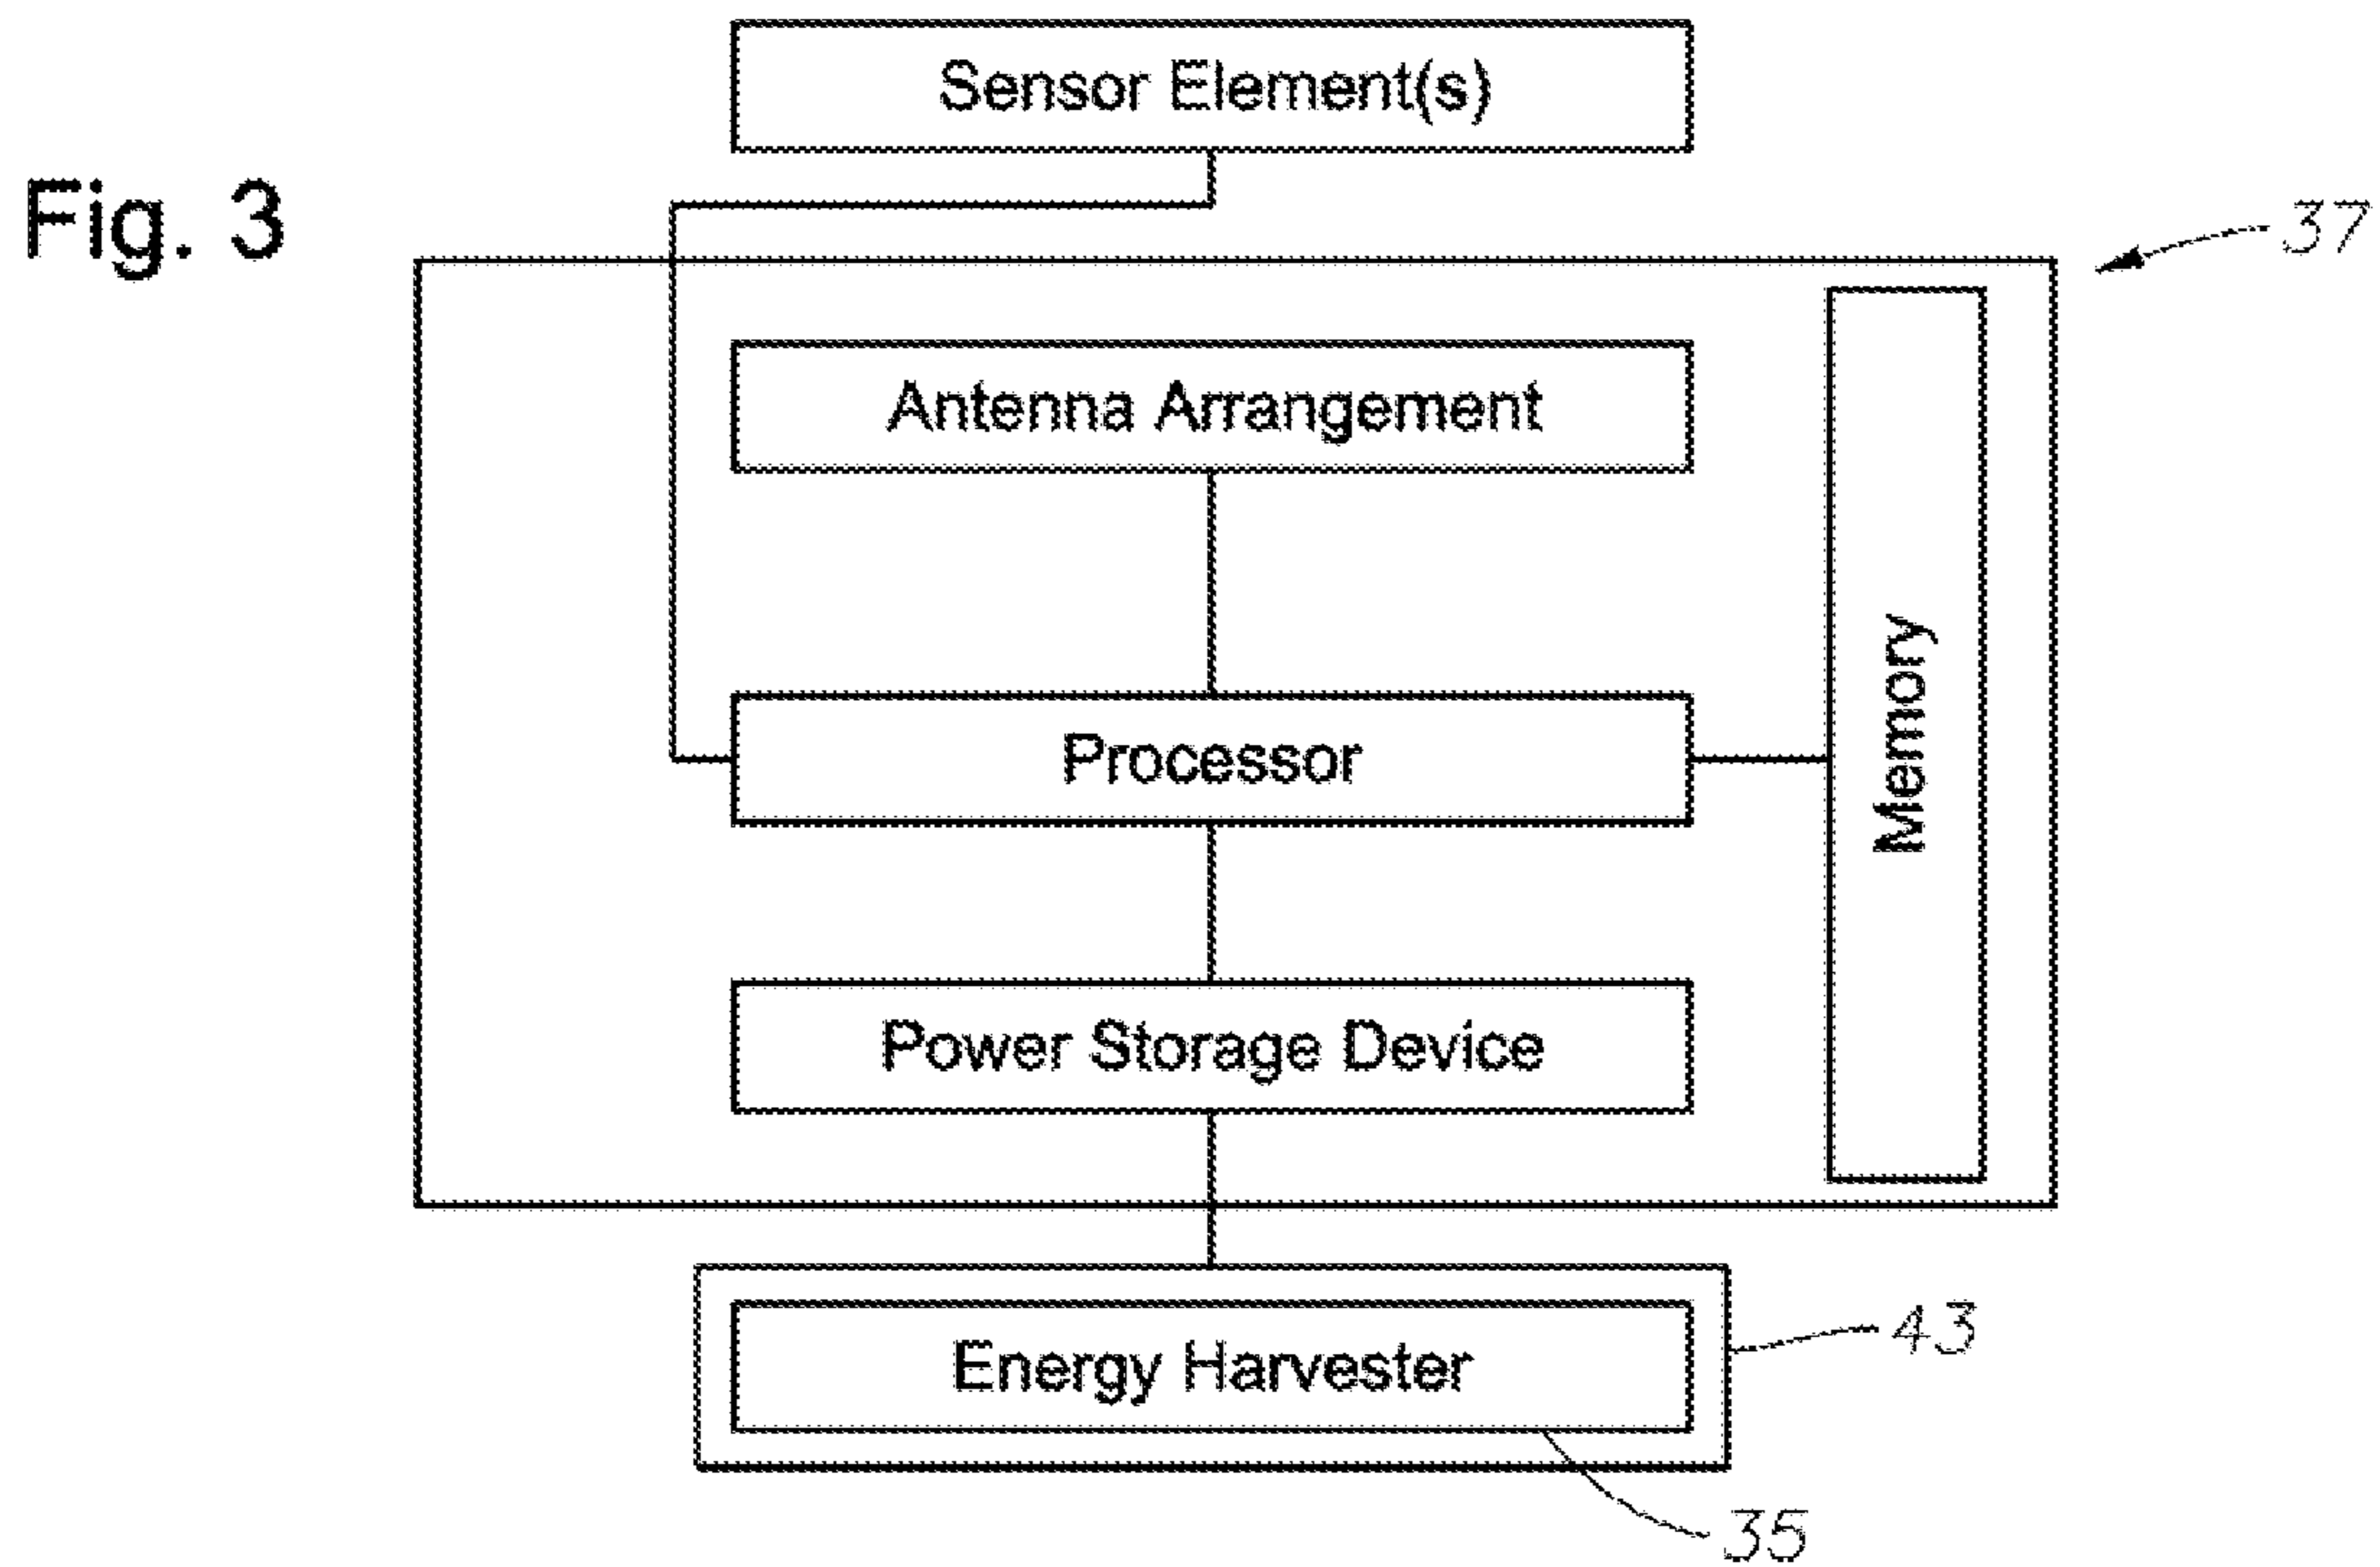 Sensor Element(s)
Fig. 3
37
Antenna Arrangement
Memory
Processor
Power Storage Device
Energy Harvester
43
35